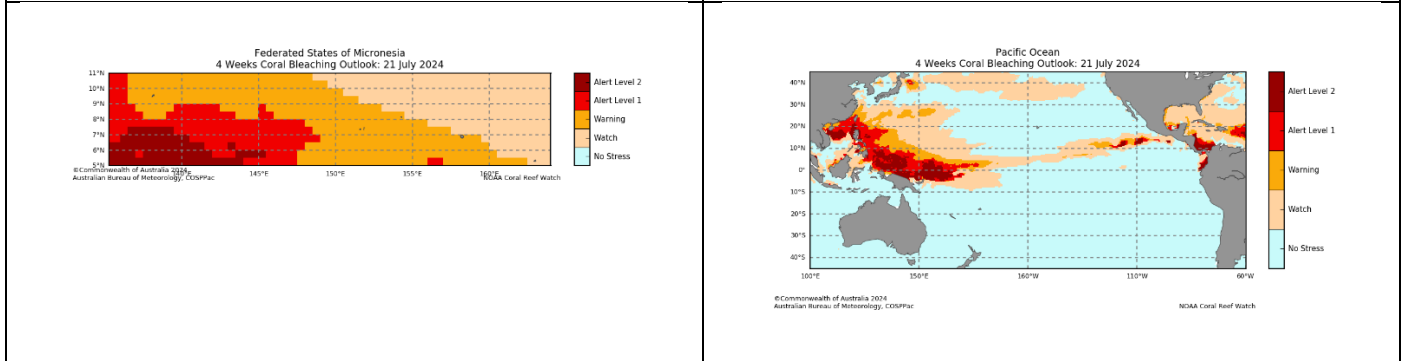 Federated States of Micronesia
4 Weeks Coral Bleaching Outlook: 21 July 2024
11°N
9°N
8°N
7°N
6°N
5°N
140°E
145°E
150°E
155°E
160°E
Alert Level 2
Alert Level 1
Warning
Watch
No Stress
©Commonwealth of Australia 2024
Australian Bureau of Meteorology, COSPPac
NOAA Coral Reef Watch
Pacific Ocean
4 Weeks Coral Bleaching Outlook: 21 July 2024
40°N
30°N
20°N
10°N
0°
10°S
20°S
30°S
40°S
100°E
150°E
160°W
110°W
60°W
Alert Level 2
Alert Level 1
Warning
Watch
No Stress
©Commonwealth of Australia 2024
Australian Bureau of Meteorology, COSPPac
NOAA Coral Reef Watch